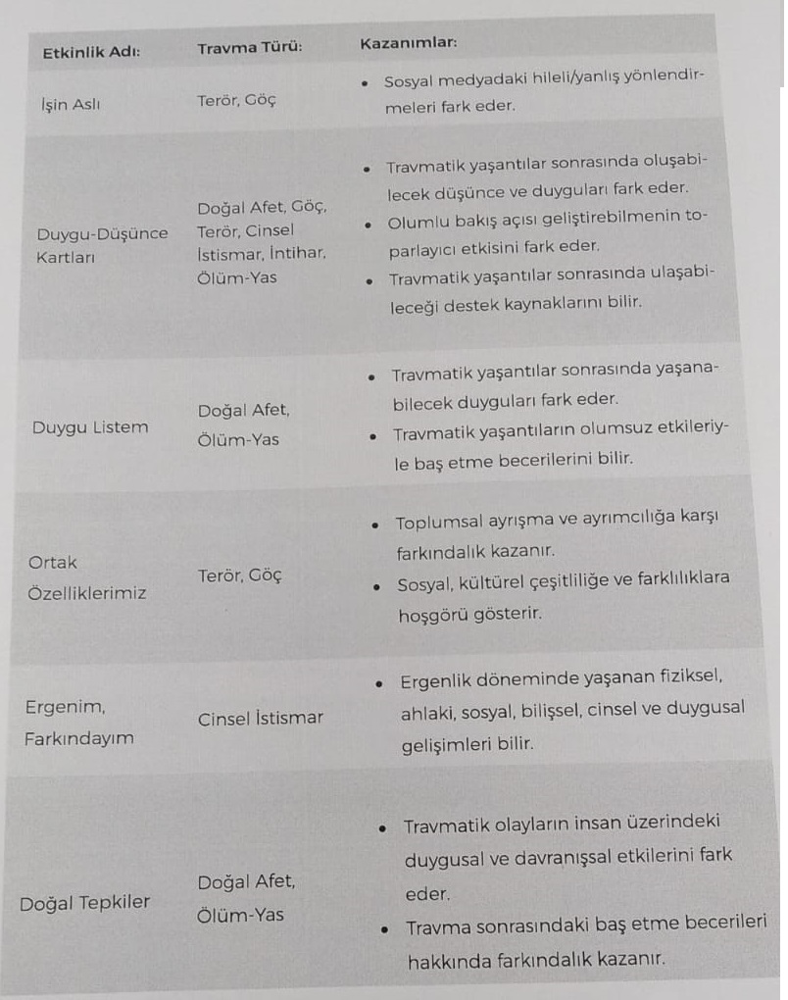 Etkinlik Adı: Travma Türü: Kazanımlar:
İşin Aslı
Terör, Göç
• Sosyal medyadaki hileli/yanlış yönlendir-
meleri fark eder.
Duygu-Düşünce
Kartları
Doğal Afet, Göç,
Terör, Cinsel
İstismar, İntihar,
Ölüm-Yas
• Travmatik yaşantılar sonrasında oluşabi-
lecek düşünce ve duyguları fark eder.
• Olumlu bakış açısı geliştirebilmenin to-
parlayıcı etkisini fark eder.
• Travmatik yaşantılar sonrasında ulaşabi-
leceği destek kaynaklarını bilir.
Duygu Listem
Doğal Afet,
Ölüm-Yas
• Travmatik yaşantılar sonrasında yaşana-
bilecek duyguları fark eder.
• Travmatik yaşantıların olumsuz etkileriy-
le baş etme becerilerini bilir.
Ortak
Özelliklerimiz
Terör, Göç
• Toplumsal ayrışma ve ayrımcılığa karşı
farkındalık kazanır.
• Sosyal, kültürel çeşitliliğe ve farklılıklara
hoşgörü gösterir.
Ergenim,
Farkındayım
Cinsel İstismar
• Ergenlik döneminde yaşanan fiziksel,
ahlaki, sosyal, bilişsel, cinsel ve duygusal
gelişimleri bilir.
Doğal Tepkiler
Doğal Afet,
Ölüm-Yas
• Travmatik olayların insan üzerindeki
duygusal ve davranışsal etkilerini fark
eder.
• Travma sonrasındaki baş etme becerileri
hakkında farkındalık kazanır.